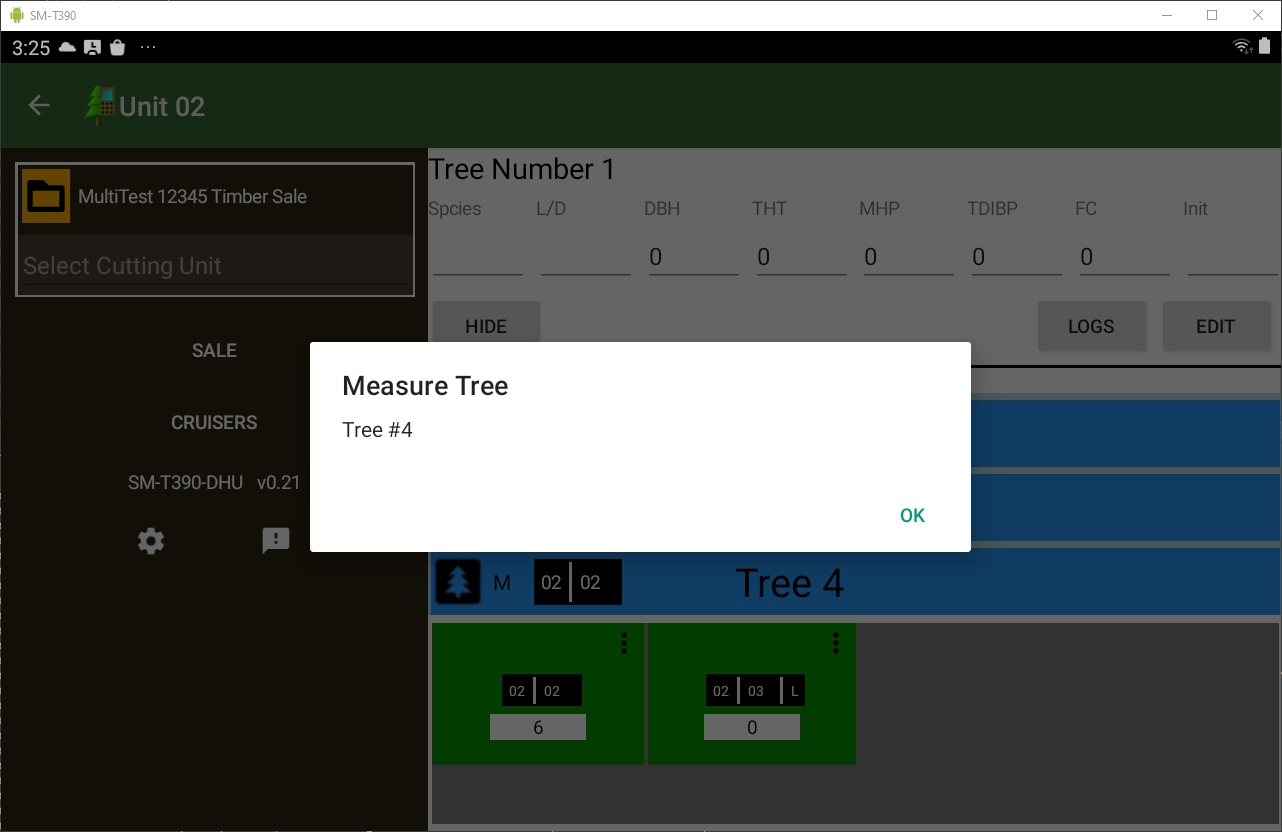 SM-T390
3:25
Unit 02
MultiTest 12345 Timber Sale
Select Cutting Unit
SALE
CRUISERS
SM-T390-DHU v0.21
Tree Number 1
Spcies L/D DBH THT MHP TDIBP FC Init
0 0 0 0 0
HIDE LOGS EDIT
Measure Tree
Tree #4
OK
M 02 02 Tree 4
02 02
6
02 03 L
0